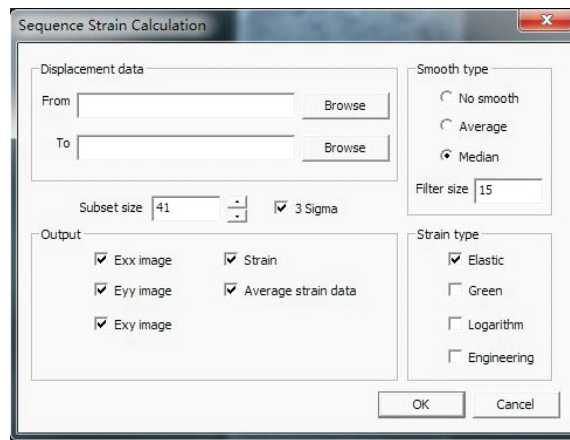 Sequence Strain Calculation
Displacement data
From
Browse
To
Browse
Subset size 41
3 Sigma
Smooth type
No smooth
Average
Median
Filter size 15
Output
Exx image
Strain
Eyy image
Average strain data
Exy image
Strain type
Elastic
Green
Logarithm
Engineering
OK
Cancel